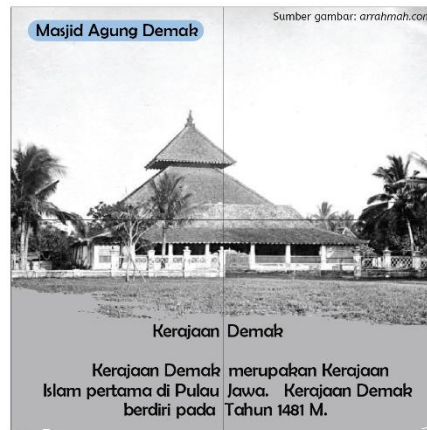 Sumber gambar: arrahmah.com
Masjid Agung Demak
Kerajaan Demak
Kerajaan Demak merupakan Kerajaan
Islam pertama di Pulau Jawa. Kerajaan Demak
berdiri pada Tahun 1481 M.